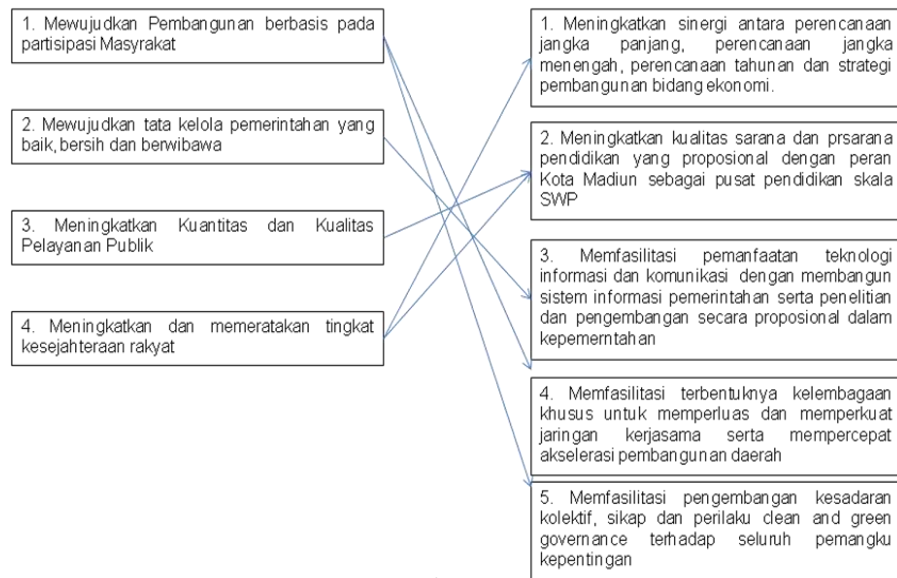 1. Mewujudkan Pembangunan berbasis pada
partisipasi Masyrakat
2. Mewujudkan tata kelola pemerintahan yang
baik, bersih dan berwibawa
3. Meningkatkan Kuantitas dan Kualitas
Pelayanan Publik
4. Meningkatkan dan memeratakan tingkat
kesejahteraan rakyat
1. Meningkatkan sinergi antara perencanaan
jangka panjang, perencanaan jangka
menengah, perencanaan tahunan dan strategi
pembangunan bidang ekonomi.
2. Meningkatkan kualitas sarana dan prsarana
pendidikan yang proposional dengan peran
Kota Madiun sebagai pusat pendidikan skala
SWP
3. Memfasilitasi pemanfaatan teknologi
informasi dan komunikasi dengan membangun
sistem informasi pemerintahan serta penelitian
dan pengembangan secara proposional dalam
kepemerntahan
4. Memfasilitasi terbentuknya kelembagaan
khusus untuk memperluas dan memperkuat
jaringan kerjasama serta mempercepat
akselerasi pembangunan daerah
5. Memfasilitasi pengembangan kesadaran
kolektif, sikap dan perilaku clean and green
governance terhadap seluruh pemangku
kepentingan